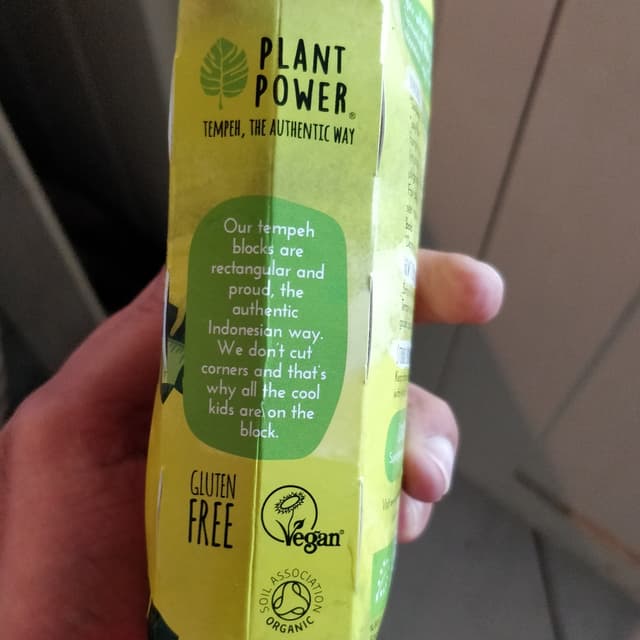 PLANT
POWER®
TEMPEH, THE AUTHENTIC WAY
Our tempeh
blocks are
rectangular and
proud, the
authentic
Indonesian way.
We don't cut
corners and that's
why all the cool
kids are on the
block.
GLUTEN
FREE
Vegan
SOIL ASSOCIATION
ORGANIC